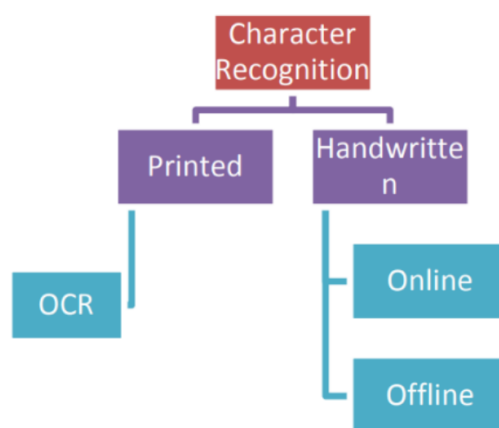 Character
Recognition
Printed
Handwritte
n
OCR
Online
Offline